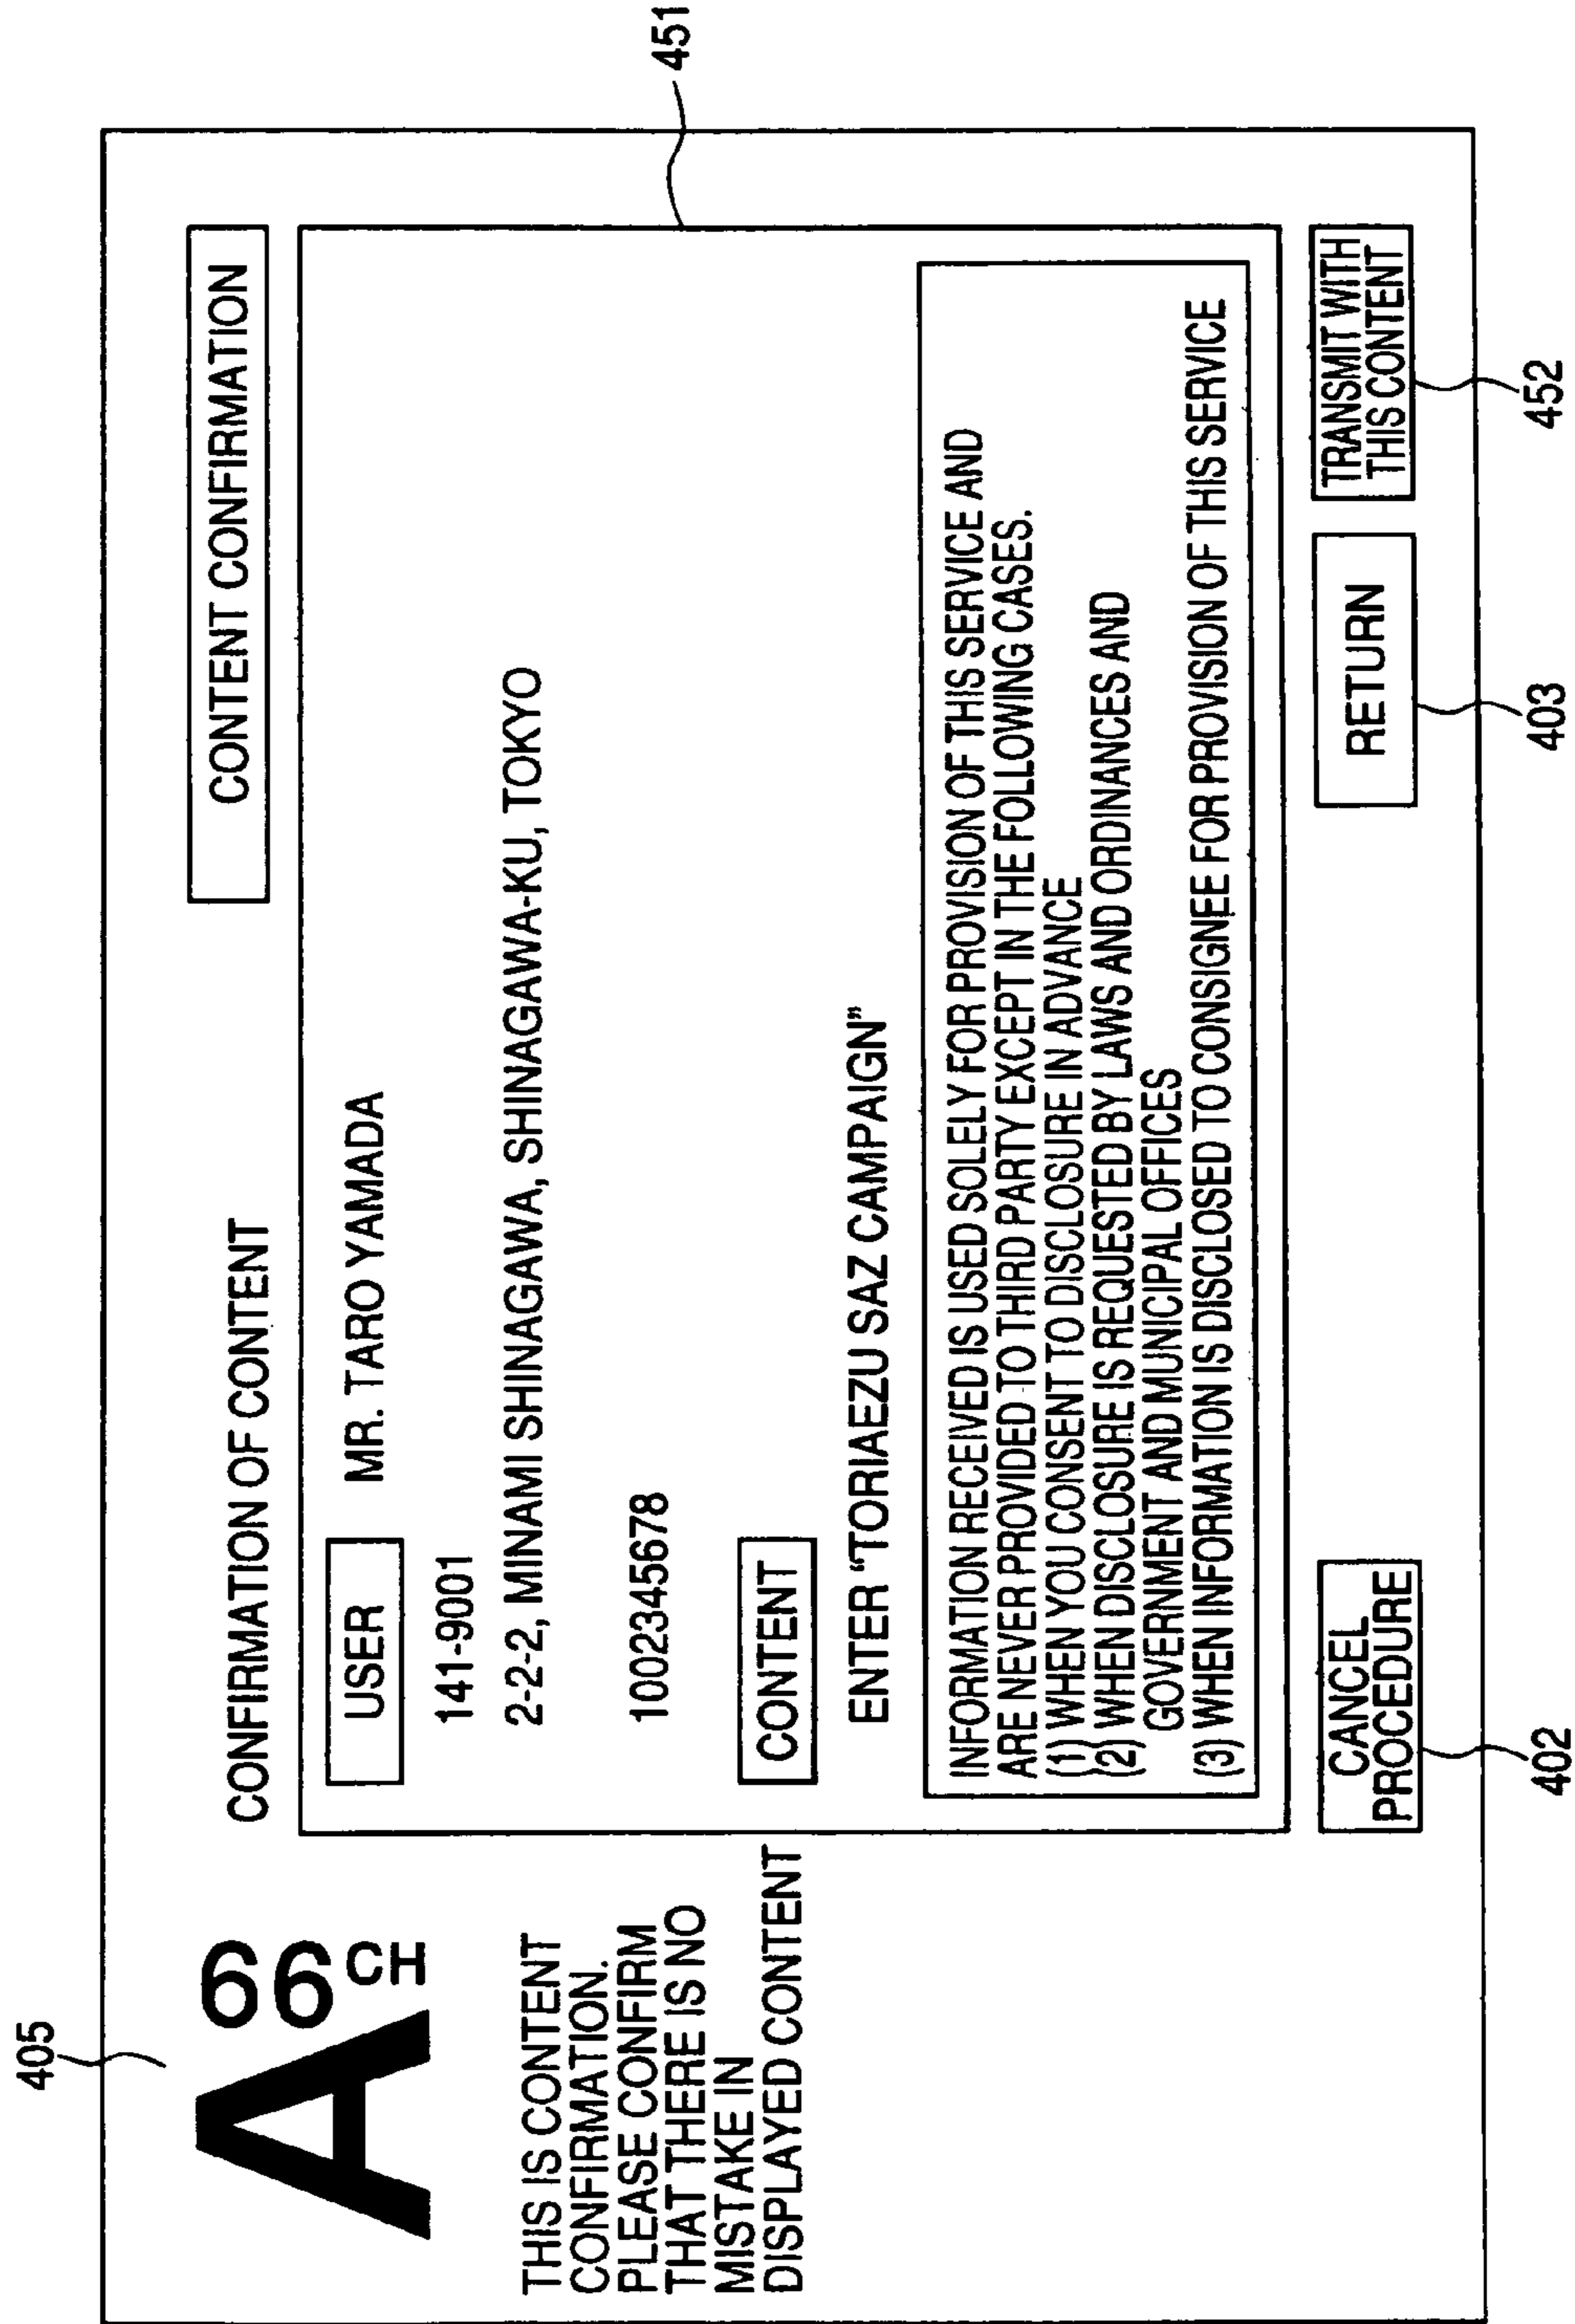 405
A 66 CH
CONTENT CONFIRMATION
CONFIRMATION OF CONTENT
THIS IS CONTENT
CONFIRMATION.
PLEASE CONFIRM
THAT THERE IS NO
MISTAKE IN
DISPLAYED CONTENT
451
USER MR. TARO YAMADA
141-9001
2-2-2, MINAMI SHINAGAWA, SHINAGAWA-KU, TOKYO
1002345678
CONTENT
ENTER “TORIAEZU SAZ CAMPAIGN”
INFORMATION RECEIVED IS USED SOLELY FOR PROVISION OF THIS SERVICE AND
ARE NEVER PROVIDED TO THIRD PARTY EXCEPT IN THE FOLLOWING CASES.
(1) WHEN YOU CONSENT TO DISCLOSURE IN ADVANCE
(2) WHEN DISCLOSURE IS REQUESTED BY LAWS AND ORDINANCES AND
GOVERNMENT AND MUNICIPAL OFFICES
(3) WHEN INFORMATION IS DISCLOSED TO CONSIGNEE FOR PROVISION OF THIS SERVICE
CANCEL
PROCEDURE
RETURN
TRANSMIT WITH
THIS CONTENT
402
403
452